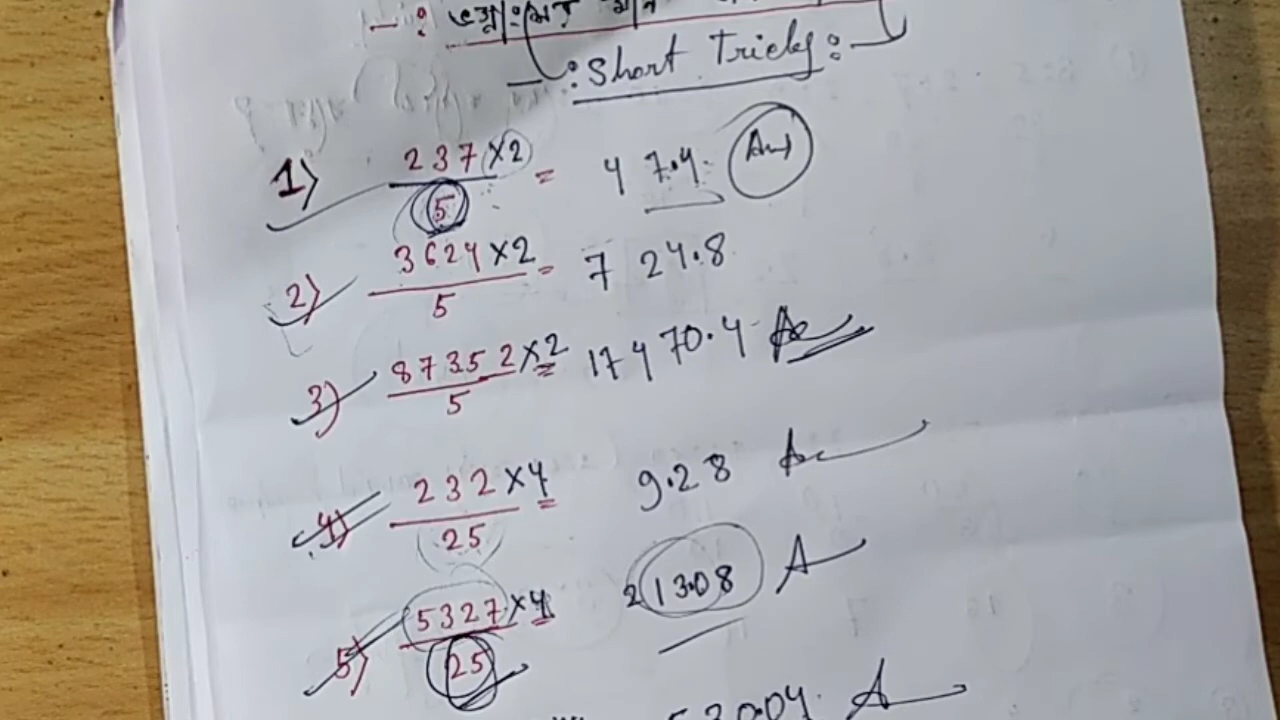 -: Short Tricks:-
1) 237×2/5 = 47.4 Ans
2) 3624×2/5 = 724.8
3) 87352×2/5 17470.4 A
4) 232×4/25 9.28 A
5) 5327×4/25 213.08 A